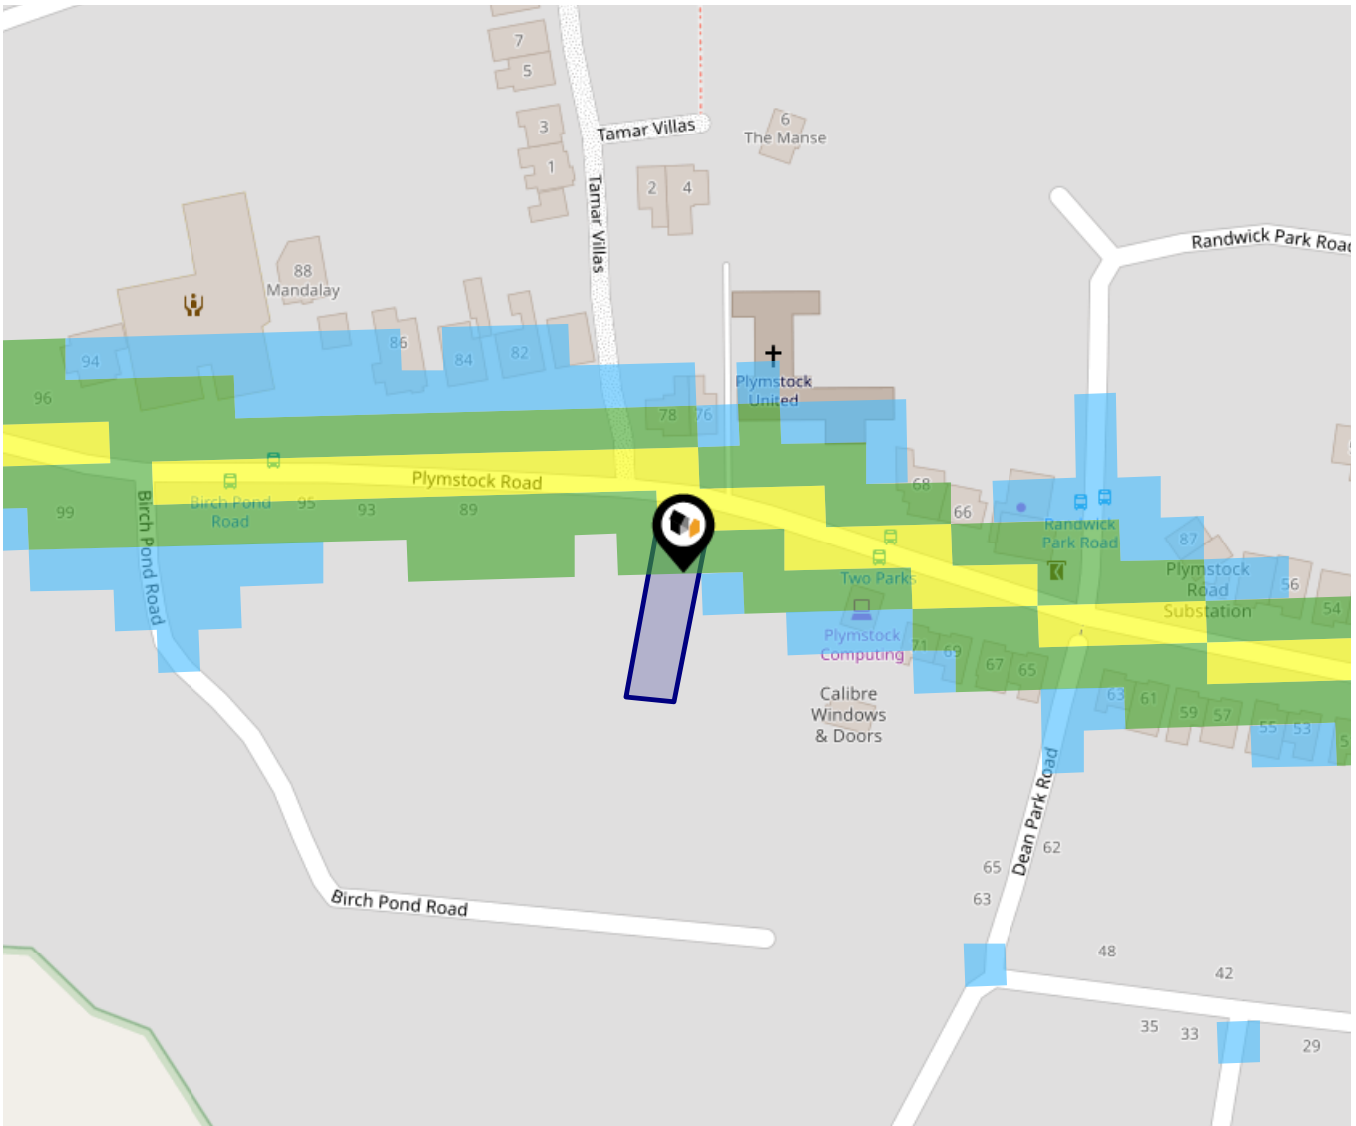 7
5
3
1
Tamar Villas
6
The Manse
2
4
Tamar Villas
Randwick Park Road
88
Mandalay
94
86
84
82
Plymstock
United
96
78
76
Plymstock Road
Birch Pond
Road
95
93
89
99
Birch Pond Road
68
66
Randwick
Park Road
87
Two Parks
Plymstock
Road
Substation
56
54
Plymstock
Computing
71
69
67
65
Calibre
Windows
& Doors
63
61
59
57
55
53
Dean Park Road
62
65
63
Birch Pond Road
48
42
35
33
29